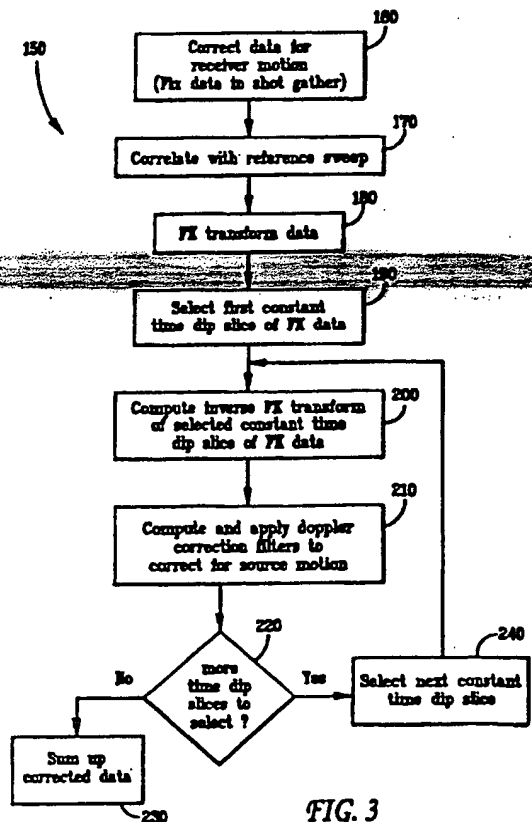 150
160
Correct data for
receiver motion
(Fix data in shot gather)
170
Correlate with reference sweep
180
FK transform data
190
Select first constant
time dip slice of FK data
200
Compute inverse FK transform
of selected constant time
dip slice of FK data
210
Compute and apply doppler
correction filters to
correct for source motion
220
more
time dip
slices to
select ?
No
Yes
240
Select next constant
time dip slice
Sum up
corrected data
230
FIG. 3